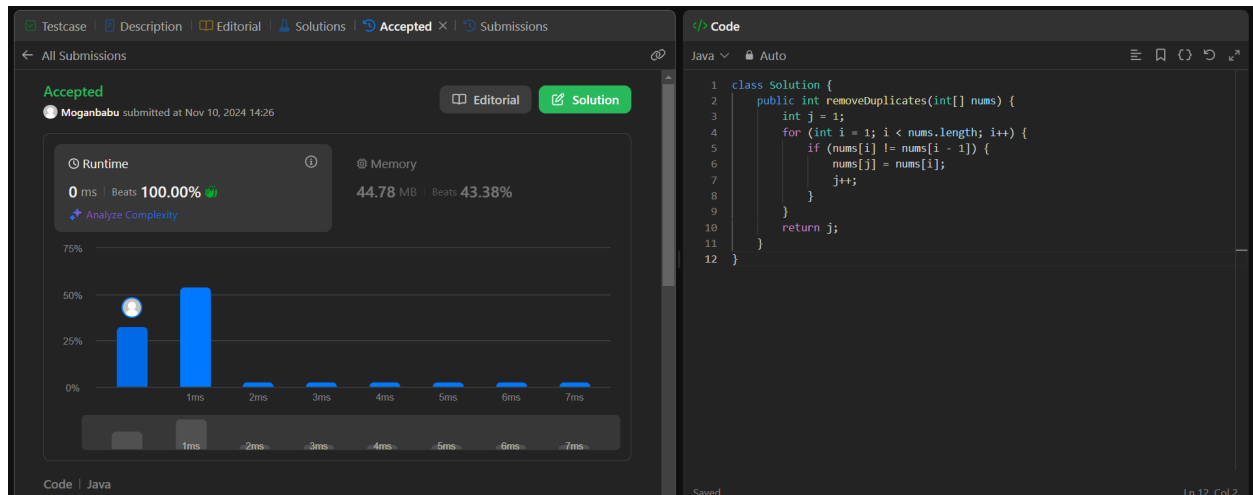 Testcase | Description | Editorial | Solutions | Accepted × | Submissions
← All Submissions
Accepted
Moganbabu submitted at Nov 10, 2024 14:26
Editorial
Solution
Runtime
0 ms | Beats 100.00%
Analyze Complexity
Memory
44.78 MB | Beats 43.38%
75%
50%
25%
0%
1ms 2ms 3ms 4ms 5ms 6ms 7ms
1ms 2ms 3ms 4ms 5ms 6ms 7ms
Code | Java
</> Code
Java Auto
1 class Solution {
2     public int removeDuplicates(int[] nums) {
3         int j = 1;
4         for (int i = 1; i < nums.length; i++) {
5             if (nums[i] != nums[i - 1]) {
6                 nums[j] = nums[i];
7                 j++;
8             }
9         }
10         return j;
11     }
12 }
Saved
Ln 12, Col 2